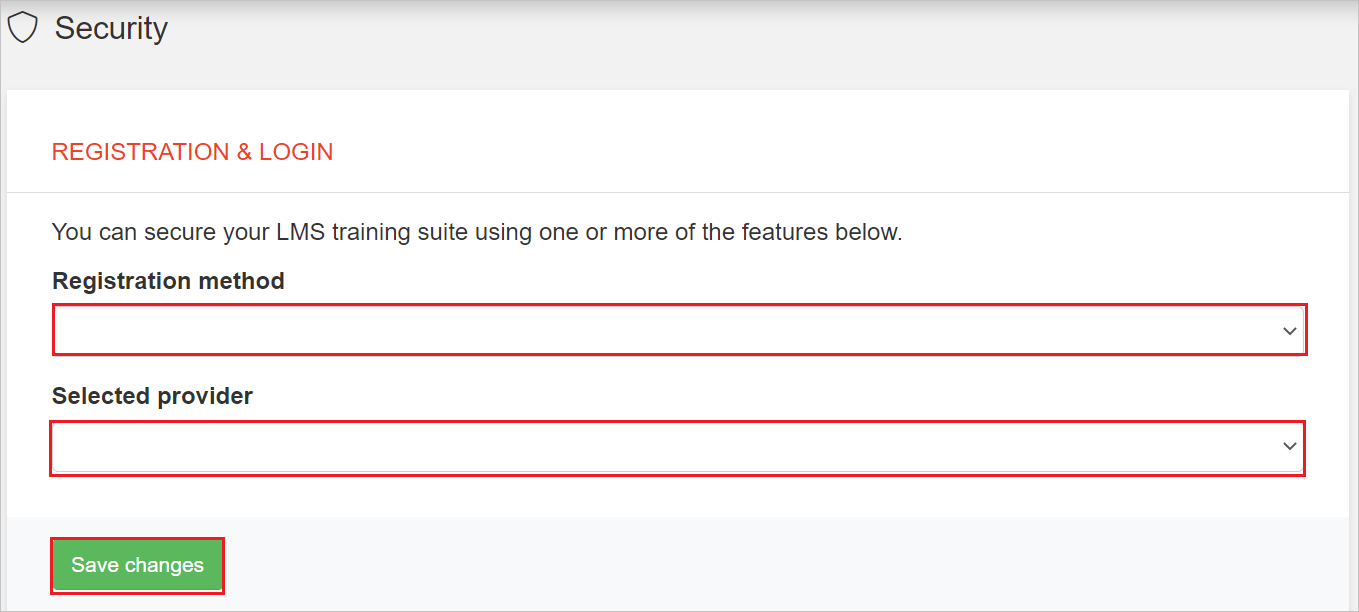 Security
REGISTRATION & LOGIN
You can secure your LMS training suite using one or more of the features below.
Registration method
Selected provider
Save changes